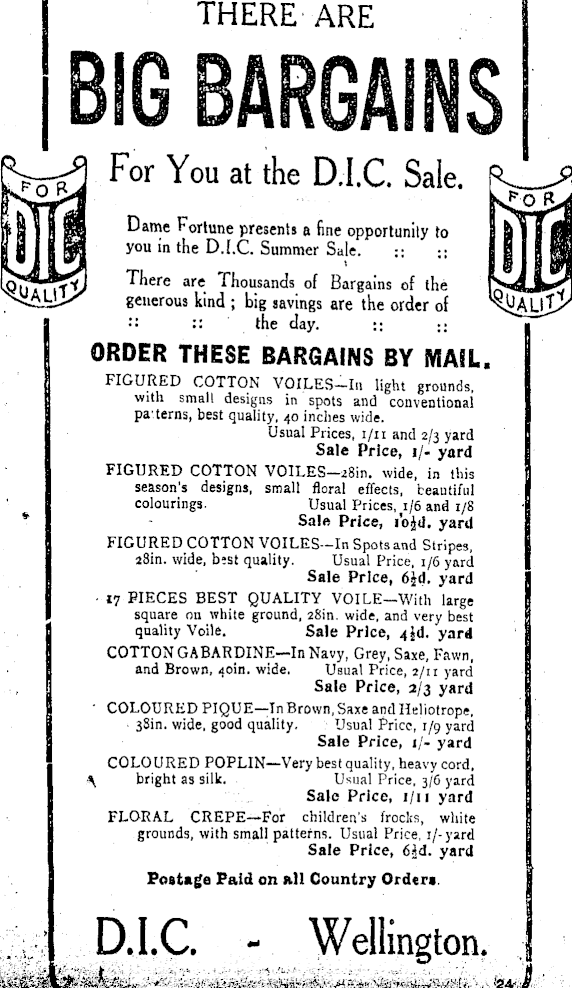 THERE ARE
BIG BARGAINS
For You at the D.I.C. Sale.
FOR
DIC
QUALITY
FOR
DIC
QUALITY
Dame Fortune presents a fine opportunity to
you in the D.I.C. Summer Sale. :: ::
There are Thousands of Bargains of the
generous kind ; big savings are the order of
:: :: the day. :: ::
ORDER THESE BARGAINS BY MAIL.
FIGURED COTTON VOILES—In light grounds,
with small designs in spots and conventional
patterns, best quality, 40 inches wide.
Usual Prices, 1/11 and 2/3 yard
Sale Price, 1/- yard
FIGURED COTTON VOILES—28in. wide, in this
season's designs, small floral effects, beautiful
colourings. Usual Prices, 1/6 and 1/8
Sale Price, 10½d. yard
FIGURED COTTON VOILES—In Spots and Stripes,
28in. wide, best quality. Usual Price, 1/6 yard
Sale Price, 6½d. yard
17 PIECES BEST QUALITY VOILE—With large
square on white ground, 28in. wide, and very best
quality Voile. Sale Price, 4½d. yard
COTTON GABARDINE—In Navy, Grey, Saxe, Fawn,
and Brown, 40in. wide. Usual Price, 2/11 yard
Sale Price, 2/3 yard
COLOURED PIQUE—In Brown, Saxe and Heliotrope,
38in. wide, good quality. Usual Price, 1/9 yard
Sale Price, 1/- yard
COLOURED POPLIN—Very best quality, heavy cord,
bright as silk. Usual Price, 3/6 yard
Sale Price, 1/11 yard
FLORAL CREPE—For children's frocks, white
grounds, with small patterns. Usual Price, 1/- yard
Sale Price, 6½d. yard
Postage Paid on all Country Orders.
D.I.C. - Wellington.
24